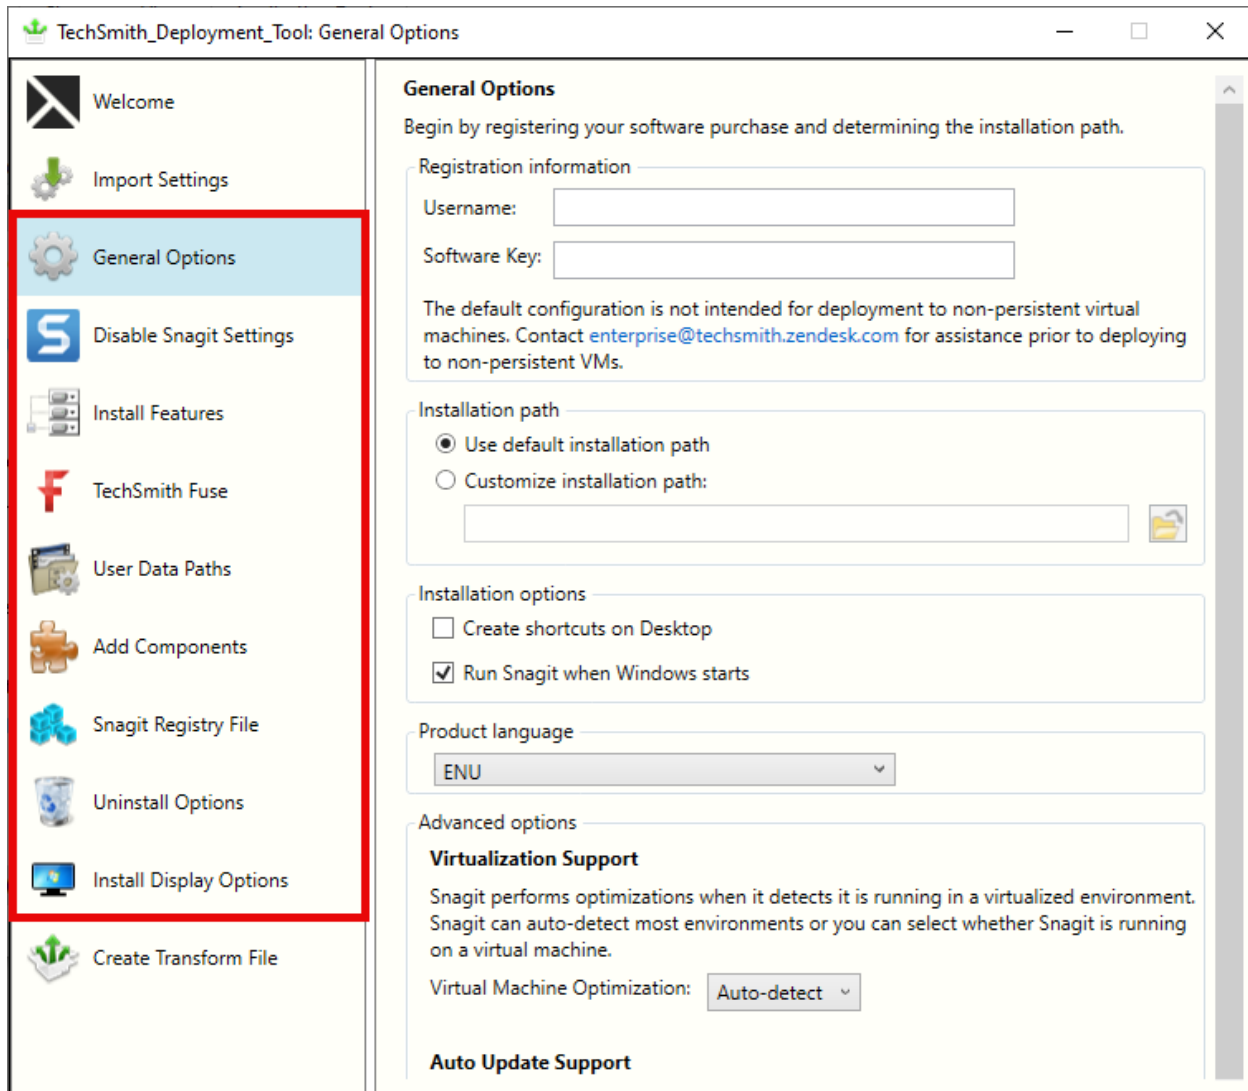 TechSmith_Deployment_Tool: General Options
Welcome
Import Settings
General Options
Disable Snagit Settings
Install Features
TechSmith Fuse
User Data Paths
Add Components
Snagit Registry File
Uninstall Options
Install Display Options
Create Transform File
General Options
Begin by registering your software purchase and determining the installation path.
Registration information
Username:
Software Key:
The default configuration is not intended for deployment to non-persistent virtual
machines. Contact enterprise@techsmith.zendesk.com for assistance prior to deploying
to non-persistent VMs.
Installation path
Use default installation path
Customize installation path:
Installation options
Create shortcuts on Desktop
Run Snagit when Windows starts
Product language
ENU
Advanced options
Virtualization Support
Snagit performs optimizations when it detects it is running in a virtualized environment.
Snagit can auto-detect most environments or you can select whether Snagit is running
on a virtual machine.
Virtual Machine Optimization: Auto-detect
Auto Update Support